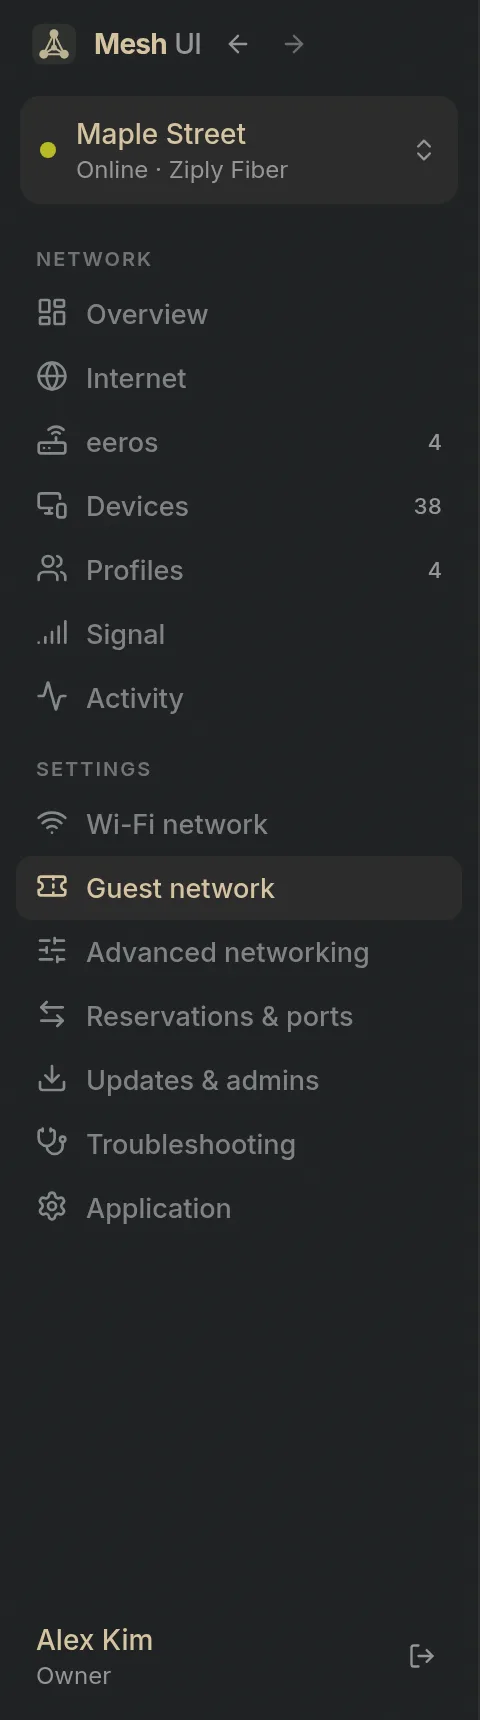 Mesh UI
Maple Street
Online · Ziply Fiber
NETWORK
Overview
Internet
eeros 4
Devices 38
Profiles 4
Signal
Activity
SETTINGS
Wi-Fi network
Guest network
Advanced networking
Reservations & ports
Updates & admins
Troubleshooting
Application
Alex Kim
Owner